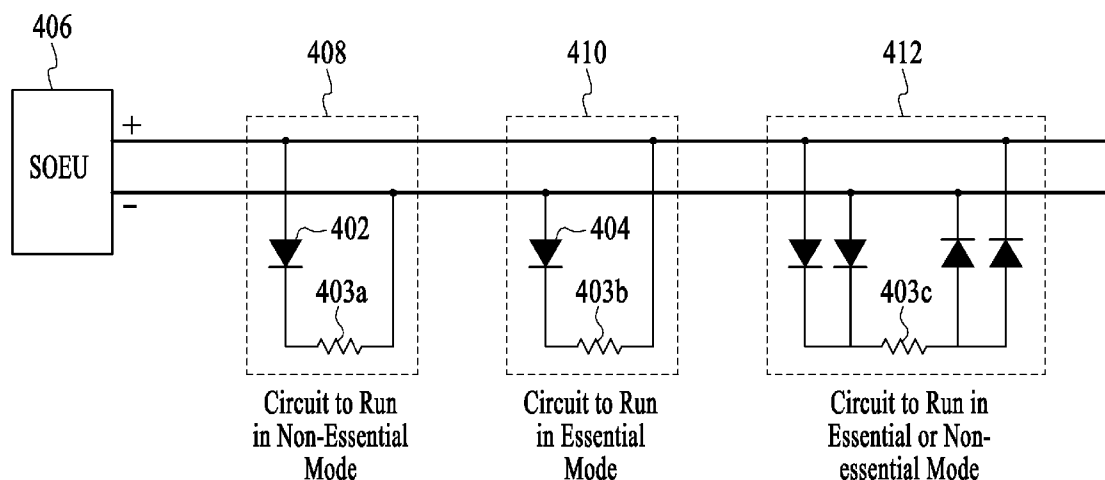 406
408
410
412
SOEU
+
−
402
404
403a
403b
403c
Circuit to Run
in Non-Essential
Mode
Circuit to Run
in Essential
Mode
Circuit to Run in
Essential or Non-
essential Mode